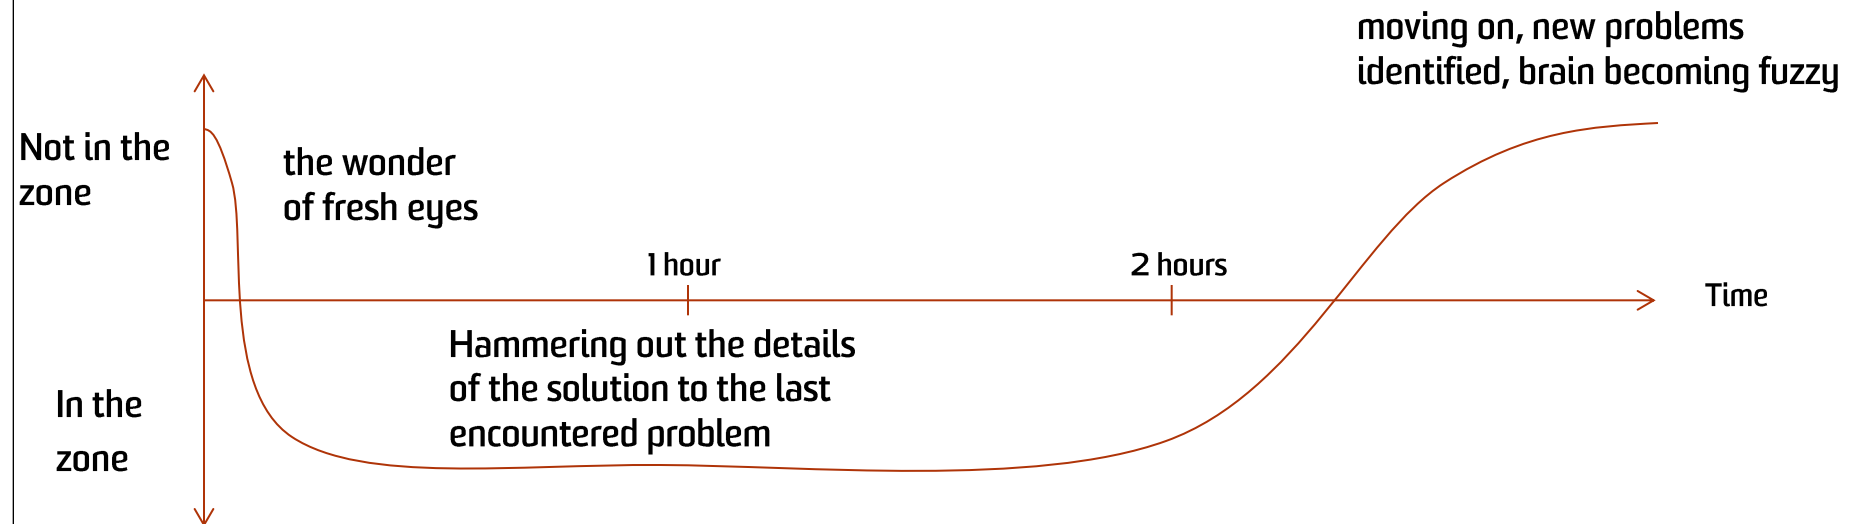 moving on, new problems
identified, brain becoming fuzzy
Not in the
zone
the wonder
of fresh eyes
1 hour
2 hours
Time
Hammering out the details
of the solution to the last
encountered problem
In the
zone